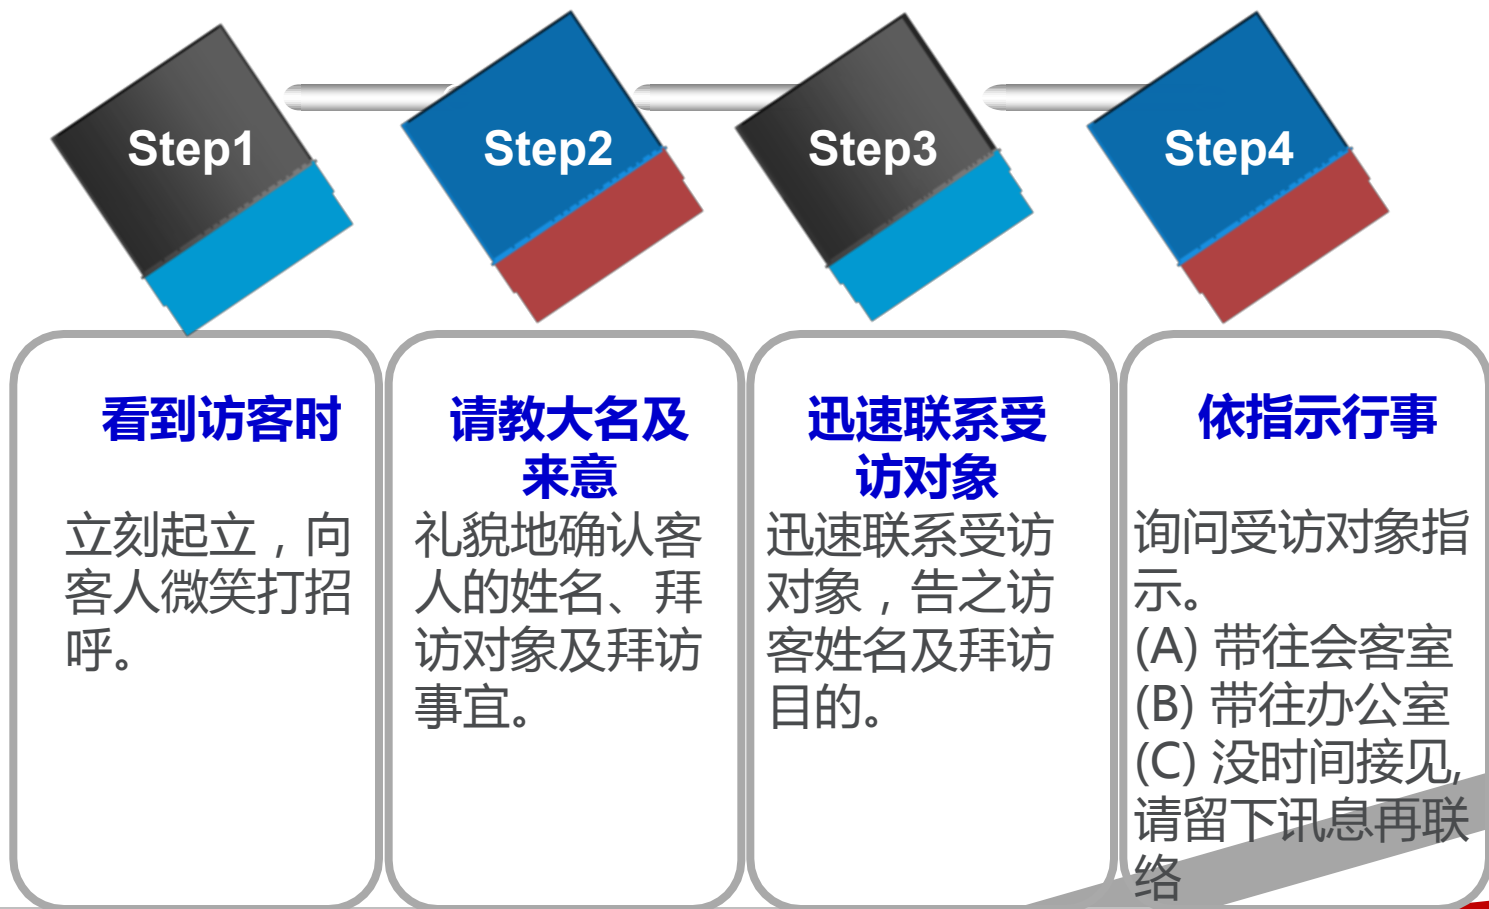 Step1
Step2
Step3
Step4
看到访客时
立刻起立，向
客人微笑打招
呼。
请教大名及
来意
礼貌地确认客
人的姓名、拜
访对象及拜访
事宜。
迅速联系受
访对象
迅速联系受访
对象，告之访
客姓名及拜访
目的。
依指示行事
询问受访对象指
示。
(A) 带往会客室
(B) 带往办公室
(C) 没时间接见,
请留下讯息再联
络